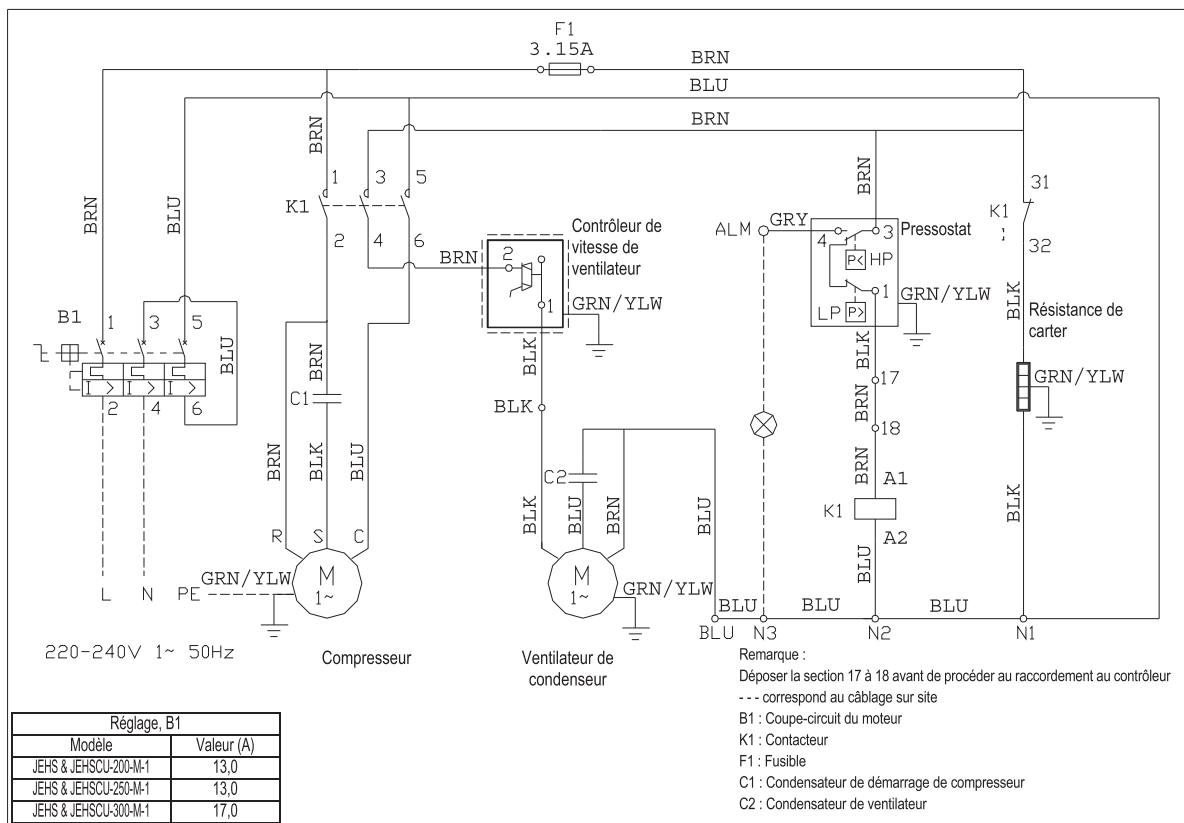 F1
3.15A
BRN
BLU
BRN
BRN
BRN
BLU
BRN
1 3 5
K1
2 4 6
BRN
Contrôleur de
vitesse de
ventilateur
2
1
GRN/YLW
BLK
BLK
ALM
GRY
4 3
Pressostat
P<
HP
1
LP
P>
GRN/YLW
BLK
17
BRN
18
BRN
A1
K1
A2
BLU
31
K1
32
BLK
Résistance de
carter
GRN/YLW
BLK
B1
1 3 5
BLU
I > I > I >
2 4 6
BRN
C1
BRN
BLK
BLU
R S C
M
1~
GRN/YLW
L N PE
220-240V 1~ 50Hz
Compresseur
C2
BLK
BLU
BRN
BLU
M
1~
GRN/YLW
Ventilateur de
condenseur
BLU BLU BLU
BLU N3 N2 N1
Remarque :
Déposer la section 17 à 18 avant de procéder au raccordement au contrôleur
- - - correspond au câblage sur site
B1 : Coupe-circuit du moteur
K1 : Contacteur
F1 : Fusible
C1 : Condensateur de démarrage de compresseur
C2 : Condensateur de ventilateur
Réglage, B1
Modèle Valeur (A)
JEHS & JEHSCU-200-M-1 13,0
JEHS & JEHSCU-250-M-1 13,0
JEHS & JEHSCU-300-M-1 17,0